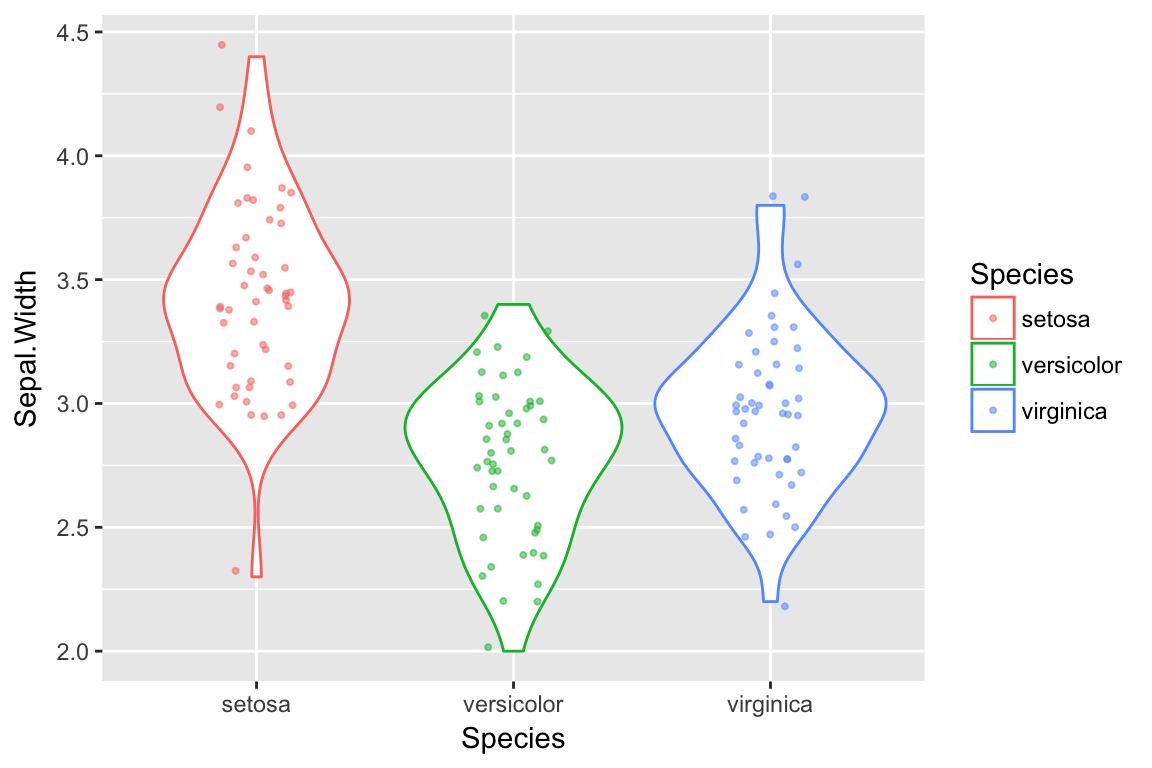 4.5
4.0
3.5
3.0
2.5
2.0
Sepal.Width
setosa
versicolor
virginica
Species
Species
setosa
versicolor
virginica